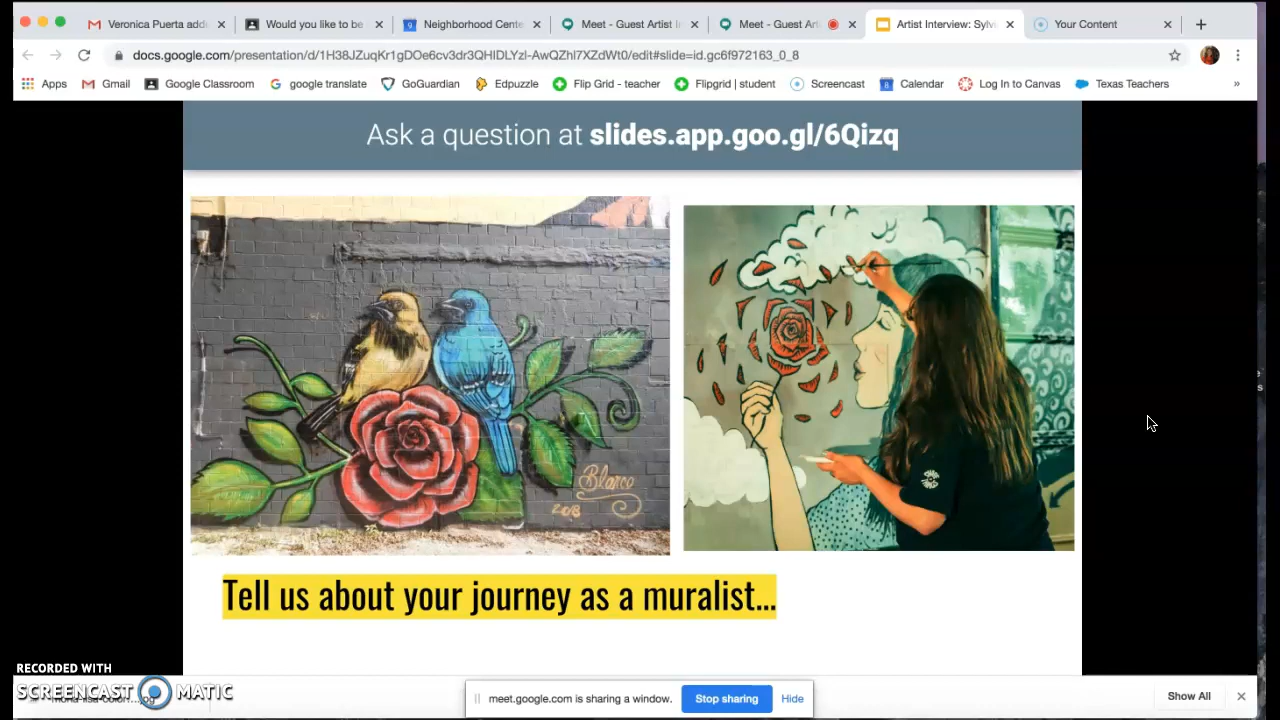 Veronica Puerta add
Would you like to be
Neighborhood Cente
Meet - Guest Artist I
Meet - Guest Arti
Artist Interview: Sylv
Your Content
docs.google.com/presentation/d/1H38JZuqKr1gDOe6cv3dr3QHIDLYzl-AwQZhl7XZdWt0/edit#slide=id.gc6f972163_0_8
Apps
Gmail
Google Classroom
google translate
GoGuardian
Edpuzzle
Flip Grid - teacher
Flipgrid | student
Screencast
Calendar
Log In to Canvas
Texas Teachers
»
Ask a question at slides.app.goo.gl/6Qizq
Blanco
2018
Tell us about your journey as a muralist...
RECORDED WITH
SCREENCAST MATIC
meet.google.com is sharing a window.
Stop sharing
Hide
Show All